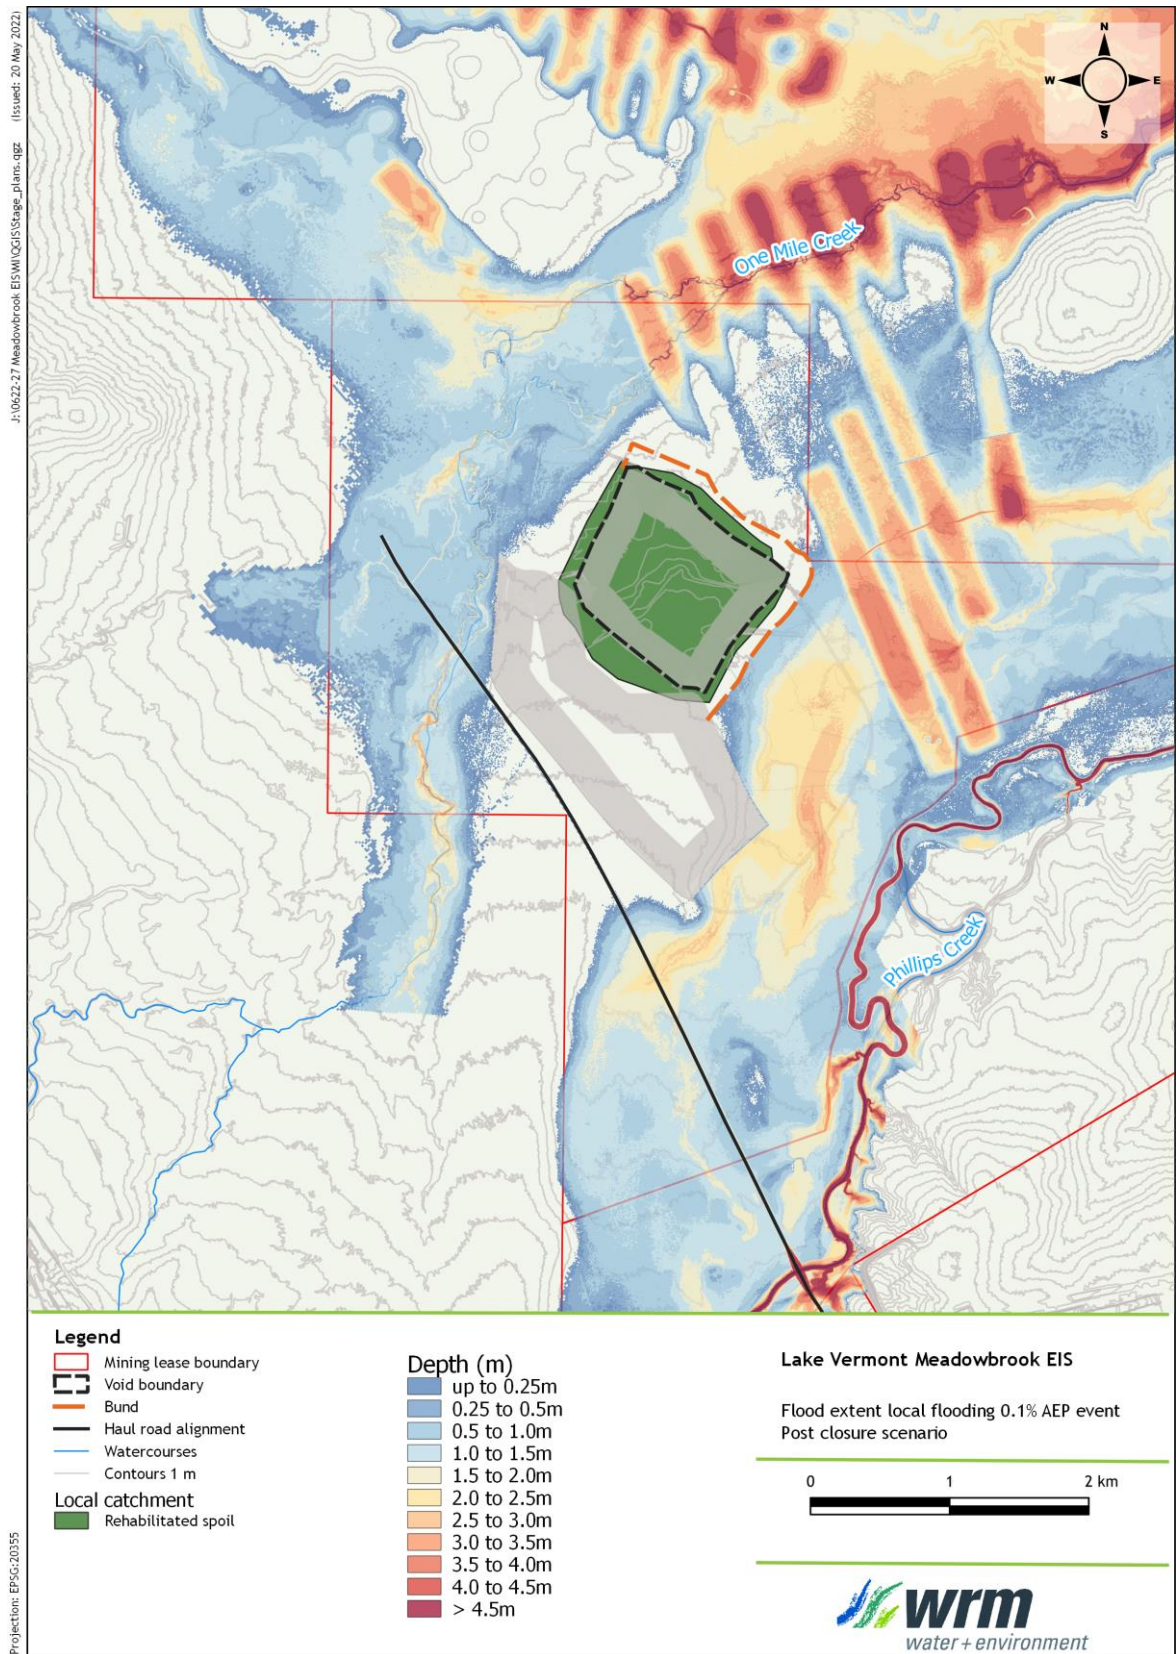 J:\0622-27 Meadowbrook EISWI\QGIS\Stage_plans.qgz (Issued: 20 May 2022)
N
W
E
S
One Mile Creek
Phillips Creek
Legend
Mining lease boundary
Void boundary
Bund
Haul road alignment
Watercourses
Contours 1 m
Local catchment
Rehabilitated spoil
Depth (m)
up to 0.25m
0.25 to 0.5m
0.5 to 1.0m
1.0 to 1.5m
1.5 to 2.0m
2.0 to 2.5m
2.5 to 3.0m
3.0 to 3.5m
3.5 to 4.0m
4.0 to 4.5m
> 4.5m
Lake Vermont Meadowbrook EIS
Flood extent local flooding 0.1% AEP event
Post closure scenario
0 1 2 km
wrm
water + environment
Projection: EPSG:20355